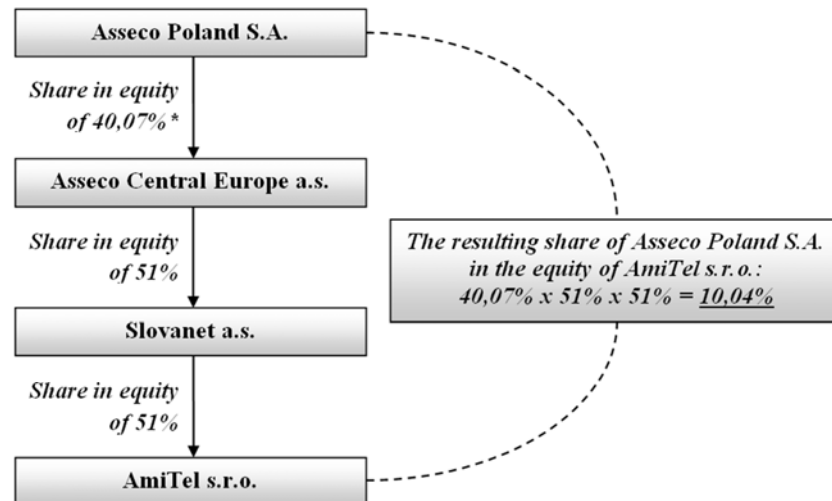 Asseco Poland S.A.
Share in equity
of 40,07%*
Asseco Central Europe a.s.
Share in equity
of 51%
The resulting share of Asseco Poland S.A.
in the equity of AmiTel s.r.o.:
40,07% x 51% x 51% = 10,04%
Slovanet a.s.
Share in equity
of 51%
AmiTel s.r.o.